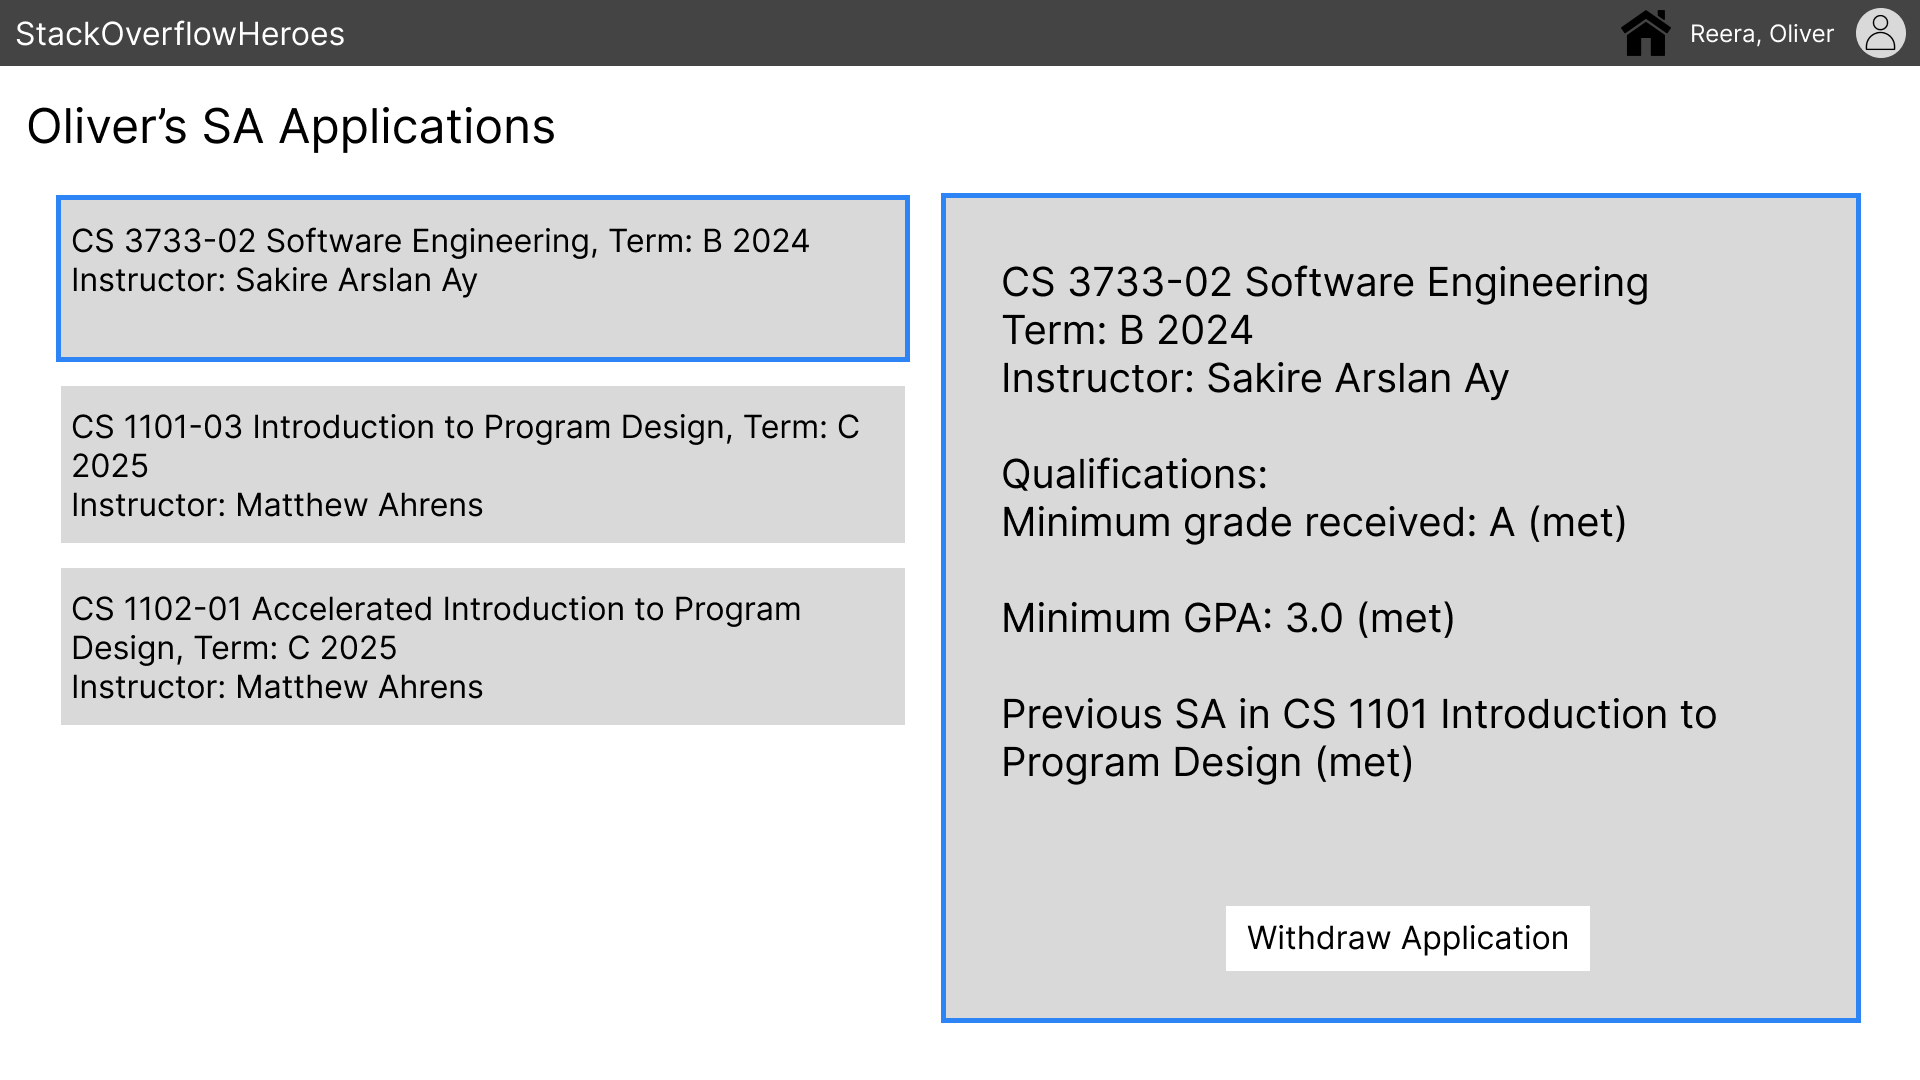 StackOverflowHeroes
Reera, Oliver
Oliver’s SA Applications
CS 3733-02 Software Engineering, Term: B 2024
Instructor: Sakire Arslan Ay
CS 1101-03 Introduction to Program Design, Term: C
2025
Instructor: Matthew Ahrens
CS 1102-01 Accelerated Introduction to Program
Design, Term: C 2025
Instructor: Matthew Ahrens
CS 3733-02 Software Engineering
Term: B 2024
Instructor: Sakire Arslan Ay
Qualifications:
Minimum grade received: A (met)
Minimum GPA: 3.0 (met)
Previous SA in CS 1101 Introduction to
Program Design (met)
Withdraw Application